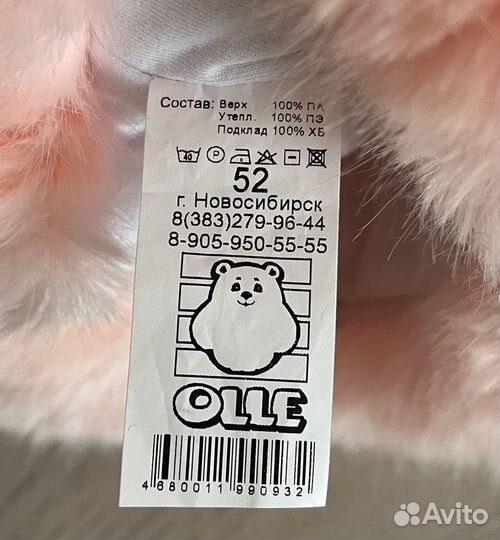 Состав: Верх 100% ПА
Утепл. 100% ПЭ
Подклад 100% ХБ
40 P
52
г. Новосибирск
8(383)279-96-44
8-905-950-55-55
OLLE
4 680011 990932
Avito